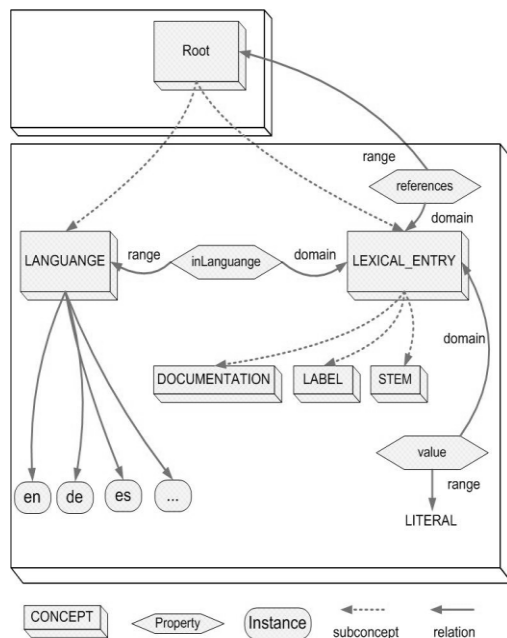 Root
range
references
domain
LANGUANGE
range
inLanguange
domain
LEXICAL_ENTRY
domain
DOCUMENTATION
LABEL
STEM
value
range
en
de
es
...
LITERAL
CONCEPT
Property
Instance
subconcept
relation